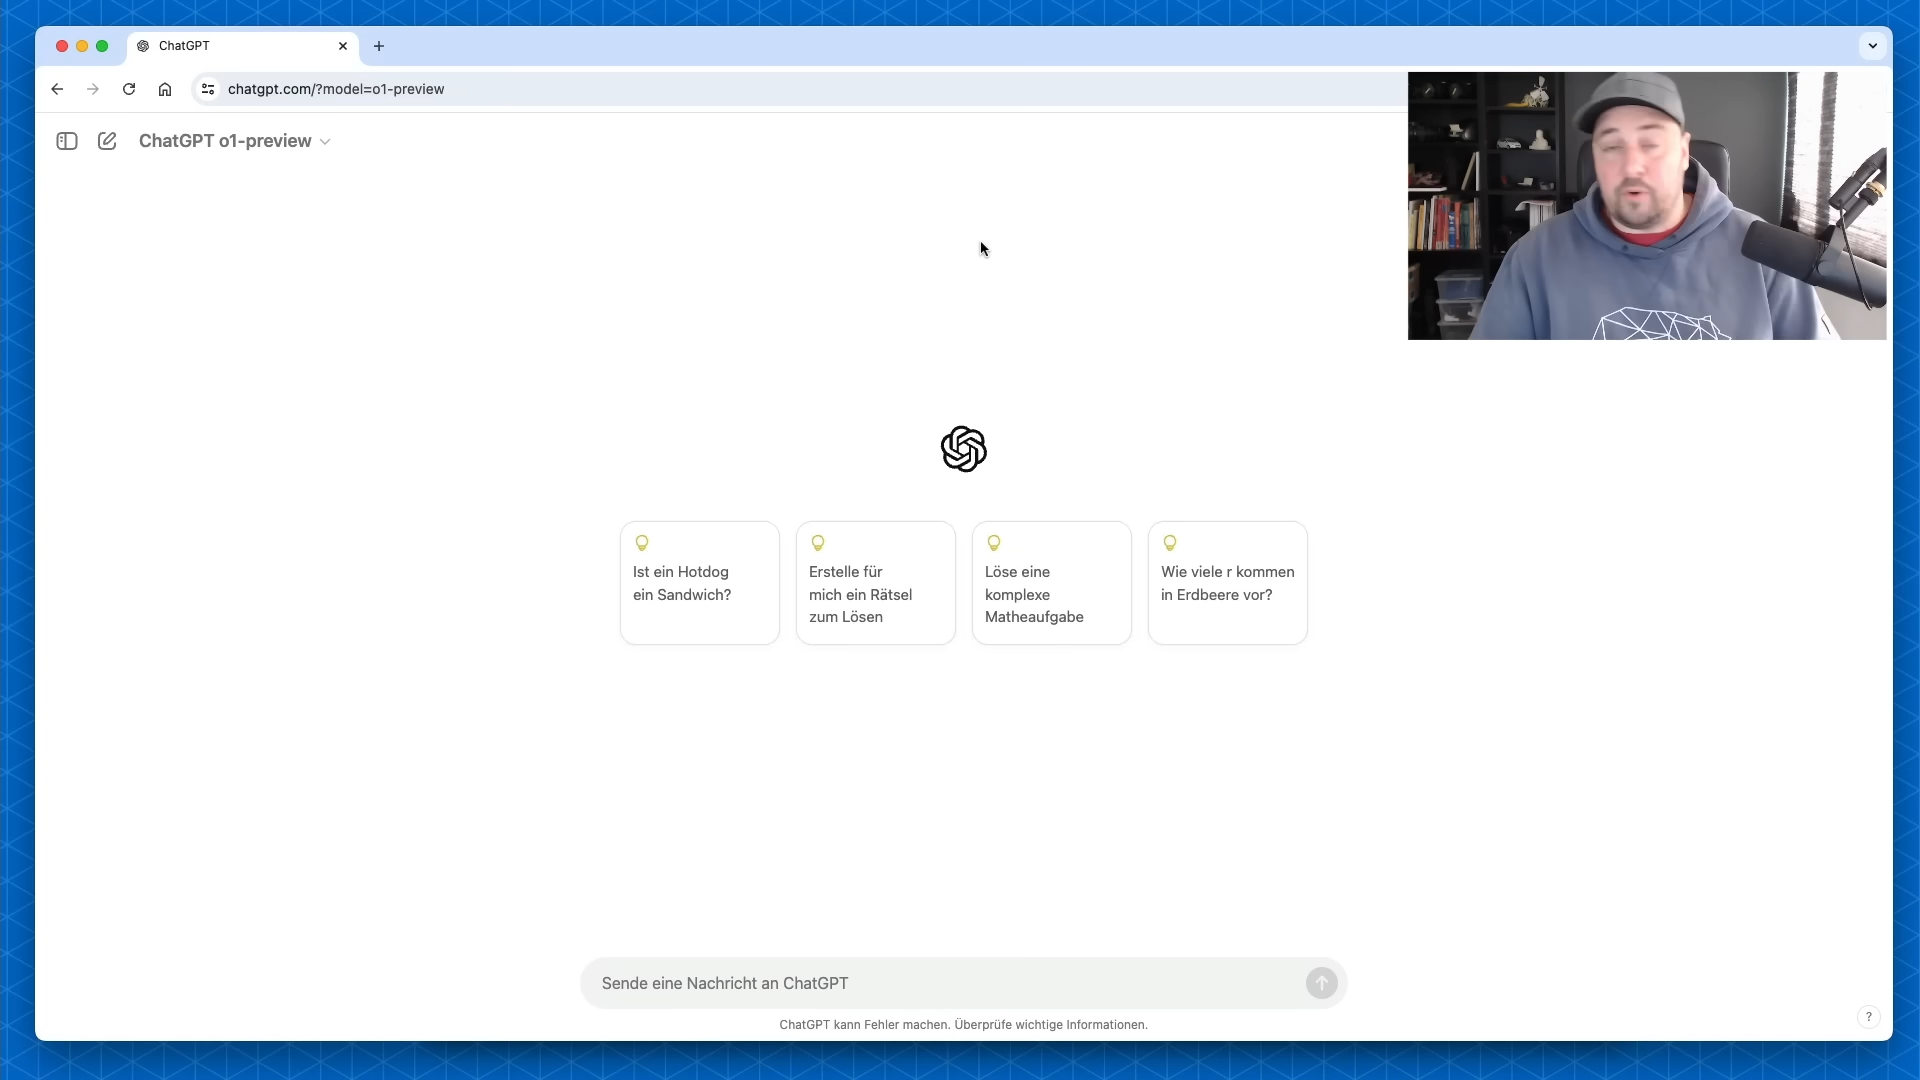 ChatGPT
chatgpt.com/?model=o1-preview
ChatGPT o1-preview
Ist ein Hotdog
ein Sandwich?
Erstelle für
mich ein Rätsel
zum Lösen
Löse eine
komplexe
Matheaufgabe
Wie viele r kommen
in Erdbeere vor?
Sende eine Nachricht an ChatGPT
ChatGPT kann Fehler machen. Überprüfe wichtige Informationen.
?